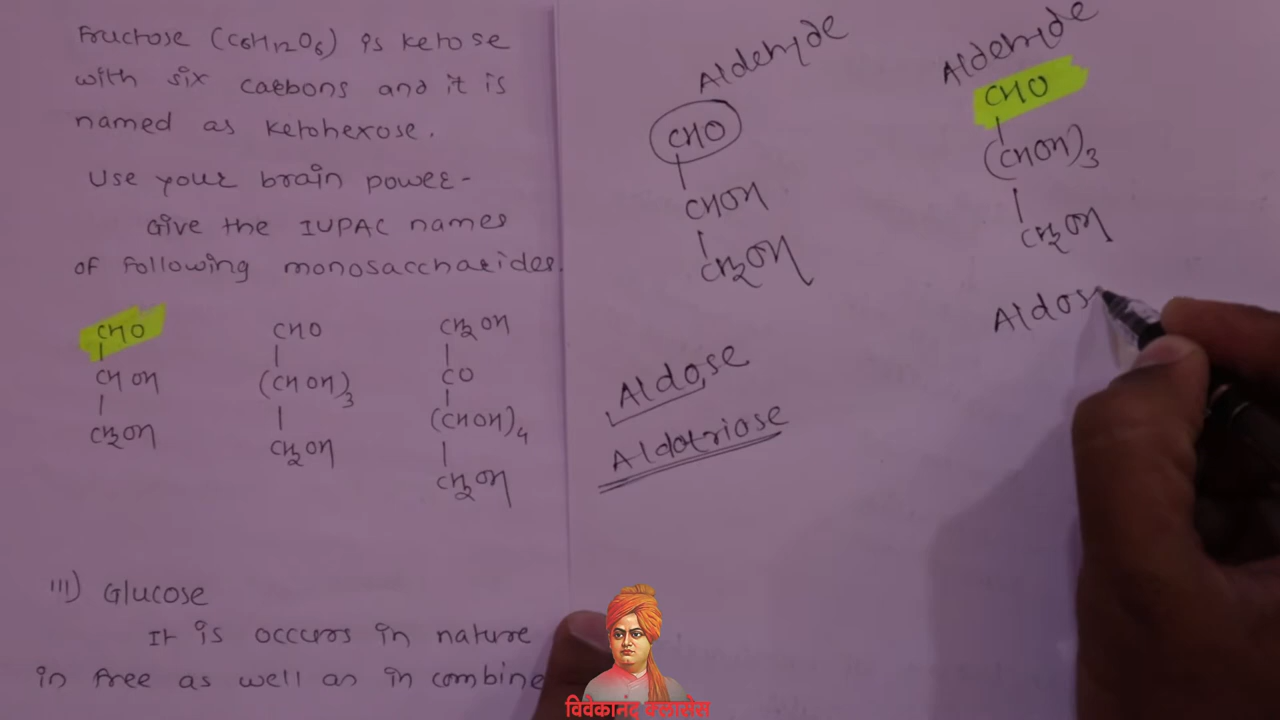 Fructose (C6H12O6) is ketose
with six carbons and it is
named as ketohexose.
Use your brain power-
Give the IUPAC names
of following monosaccharides.
CHO
|
CHOH
|
CH2OH
CHO
|
(CHOH)3
|
CH2OH
CH2OH
|
CO
|
(CHOH)4
|
CH2OH
III) Glucose
It is occurs in nature
in free as well as in combine
Aldehyde
CHO
|
CHOH
|
CH2OH
Aldose
Aldotriose
Aldehyde
CHO
|
(CHOH)3
|
CH2OH
Aldos
विवेकानंद क्लासेस